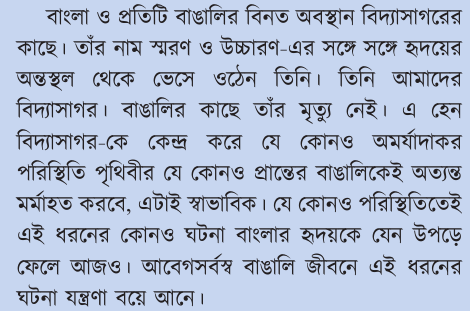 বাংলা ও প্রতিটি বাঙালির বিনত অবস্থান বিদ্যাসাগরের
কাছে। তাঁর নাম স্মরণ ও উচ্চারণ-এর সঙ্গে সঙ্গে হৃদয়ের
অন্তস্থল থেকে ভেসে ওঠেন তিনি। তিনি আমাদের
বিদ্যাসাগর। বাঙালির কাছে তাঁর মৃত্যু নেই। এ হেন
বিদ্যাসাগর-কে কেন্দ্র করে যে কোনও অমর্যাদাকর
পরিস্থিতি পৃথিবীর যে কোনও প্রান্তের বাঙালিকেই অত্যন্ত
মর্মাহত করবে, এটাই স্বাভাবিক। যে কোনও পরিস্থিতিতেই
এই ধরনের কোনও ঘটনা বাংলার হৃদয়কে যেন উপড়ে
ফেলে আজও। আবেগসর্বস্ব বাঙালি জীবনে এই ধরনের
ঘটনা যন্ত্রণা বয়ে আনে।